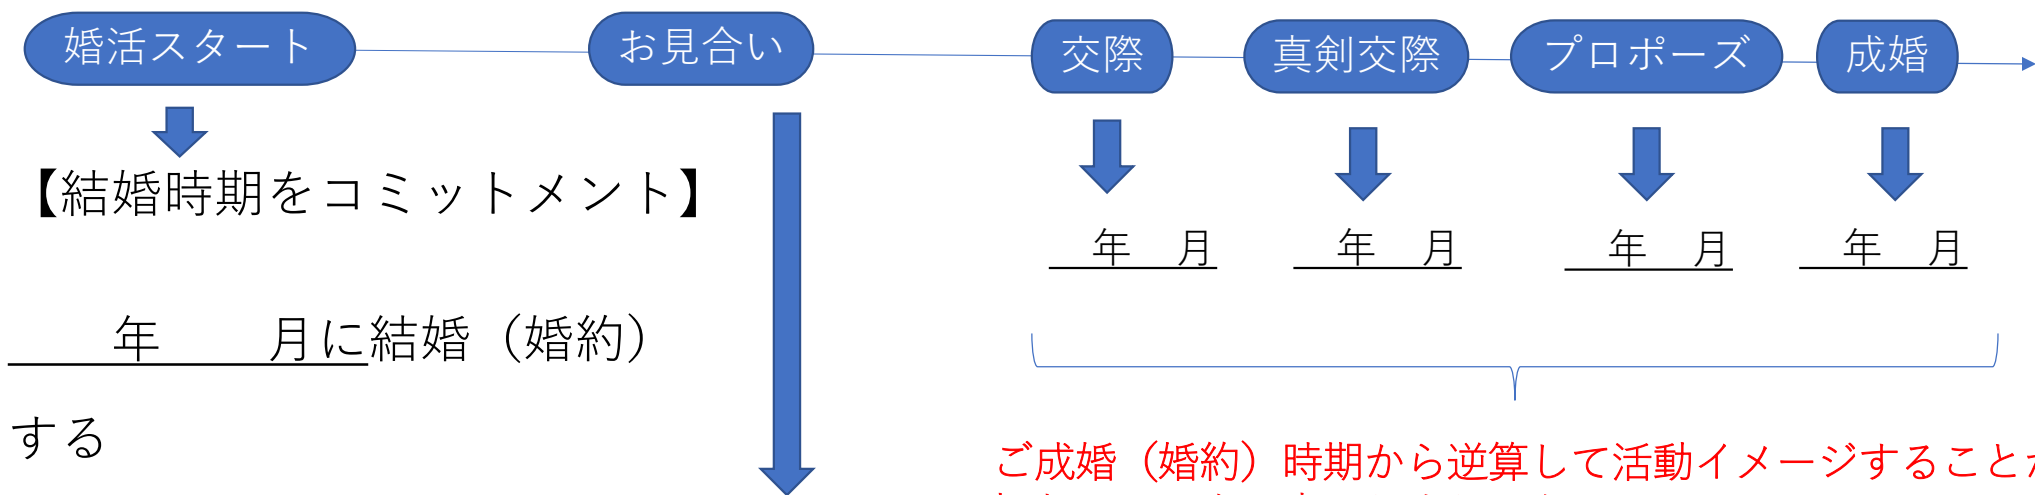 婚活スタート
お見合い
交際
真剣交際
プロポーズ
成婚
【結婚時期をコミットメント】
年 月
年 月
年 月
年 月
年 月に結婚（婚約）
する
ご成婚（婚約）時期から逆算して活動イメージすること